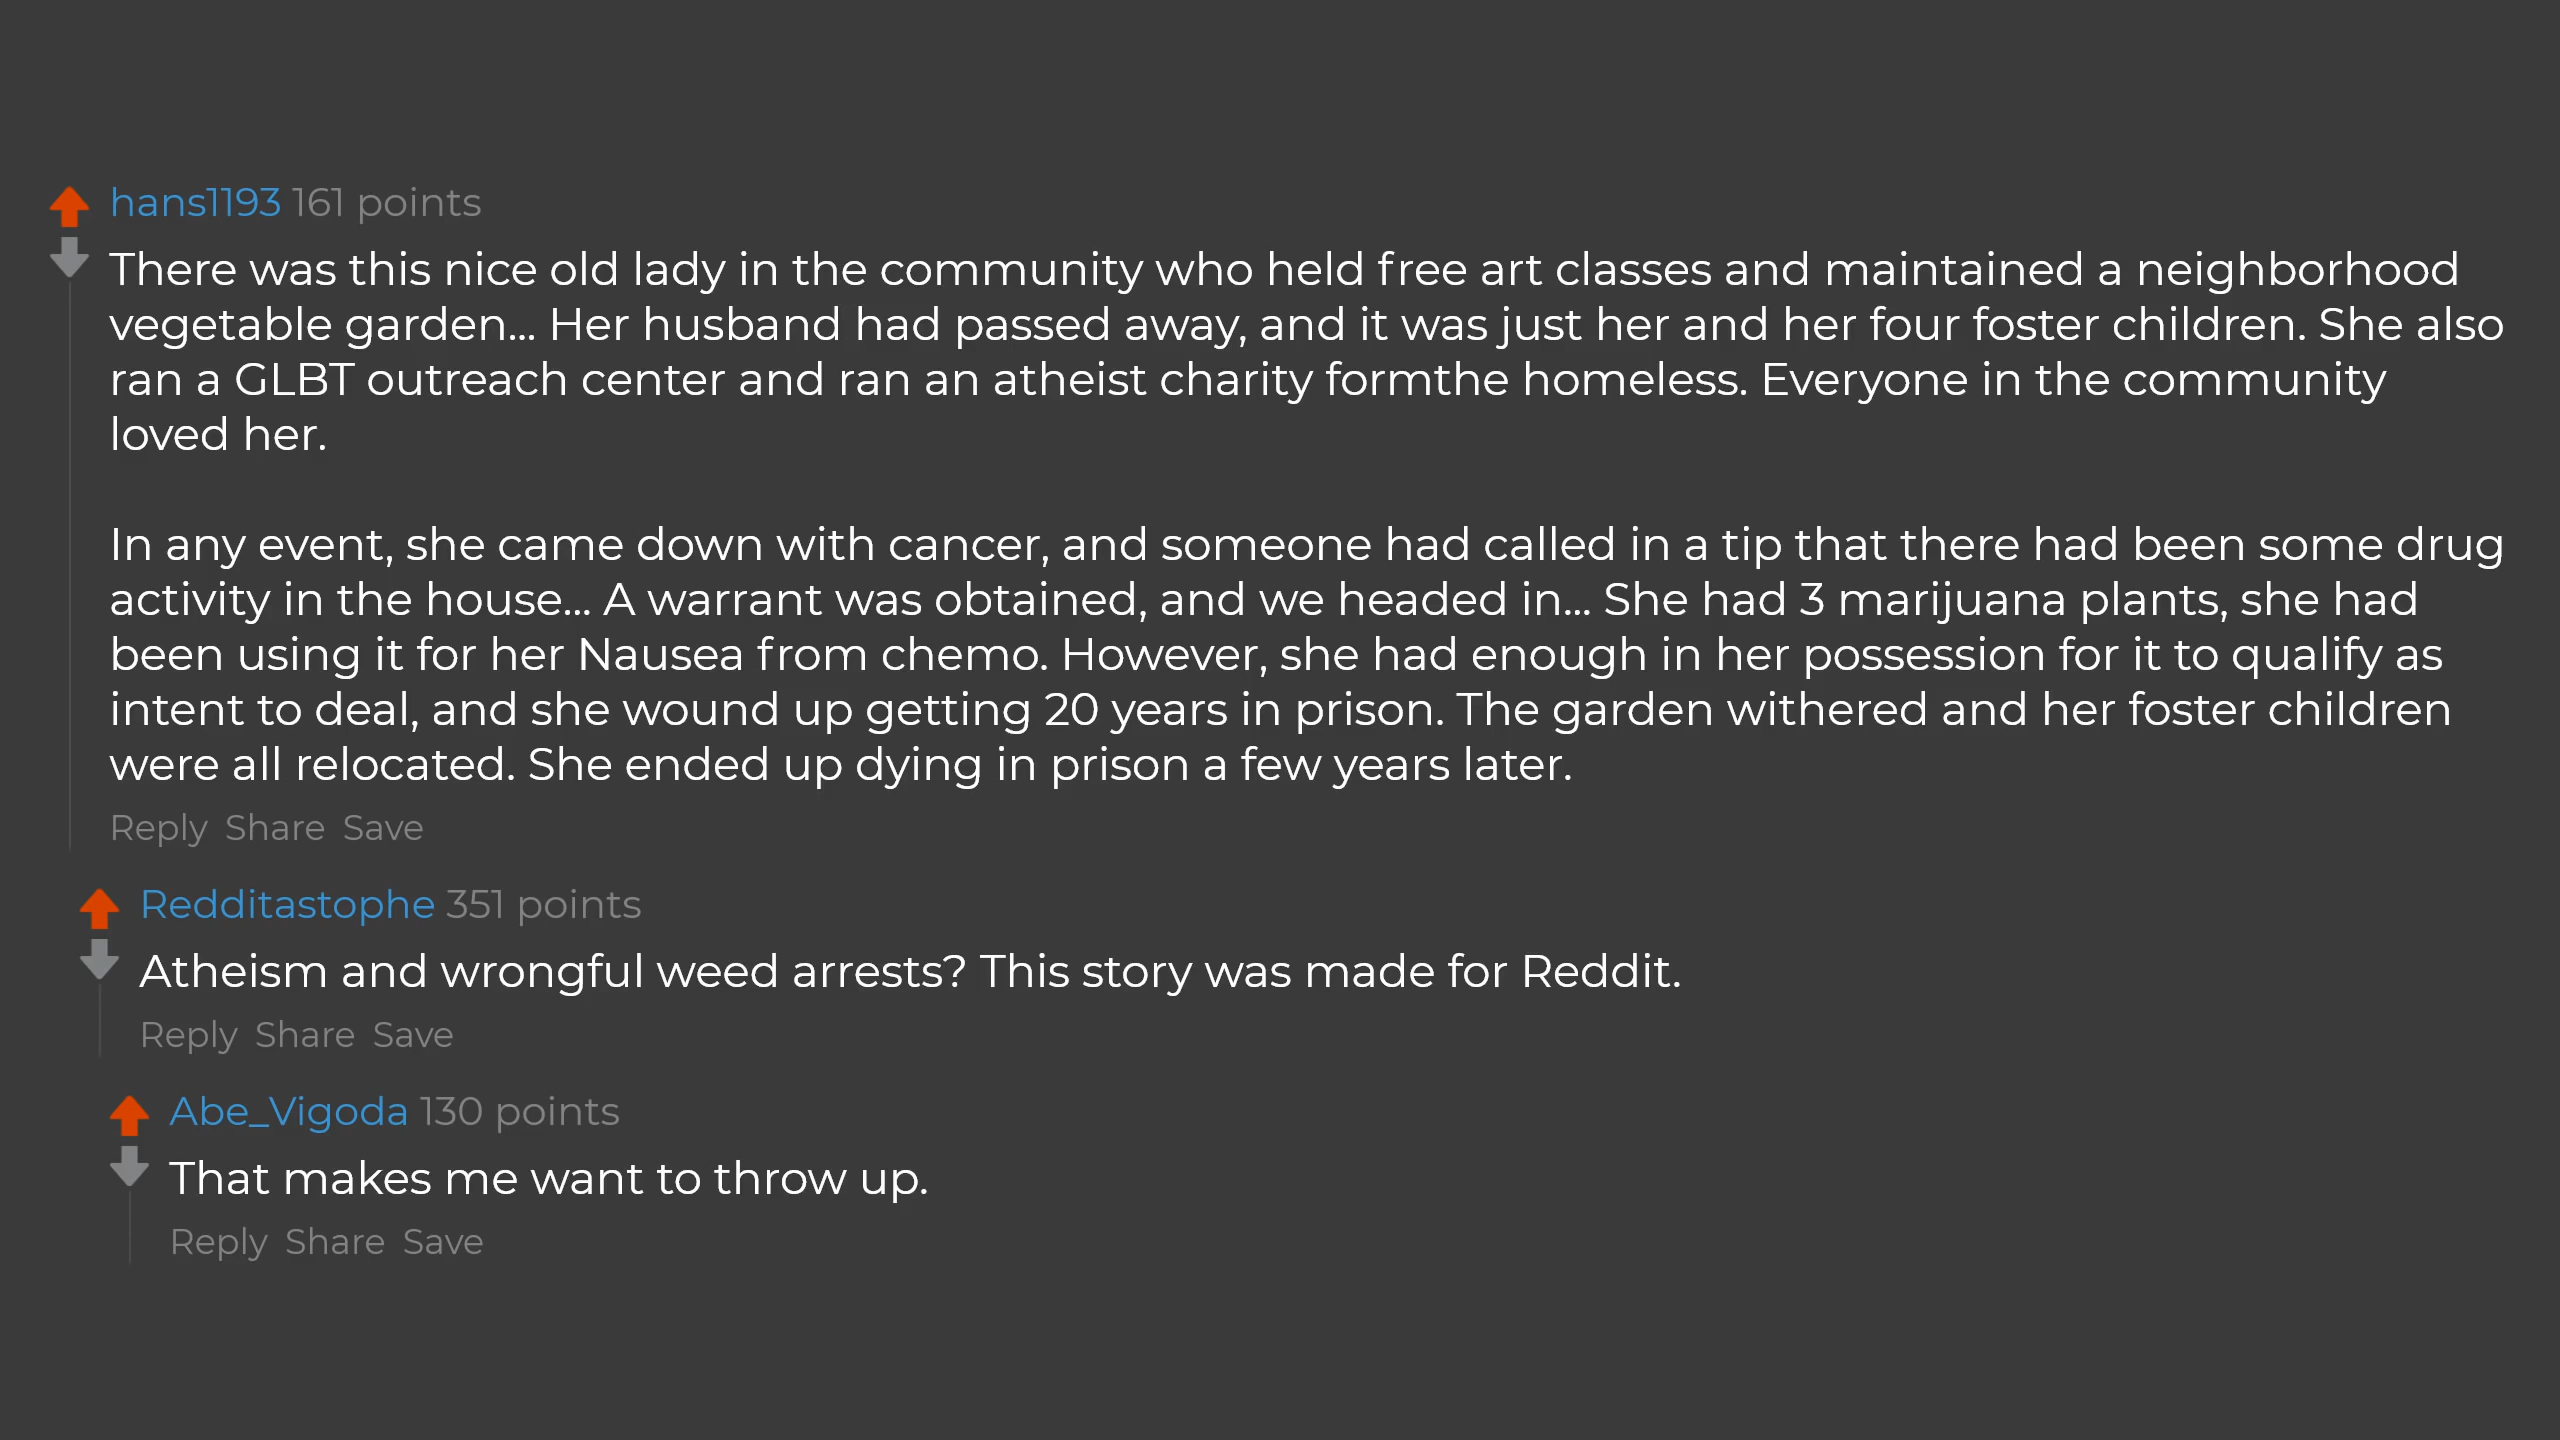 hans1193 161 points
There was this nice old lady in the community who held free art classes and maintained a neighborhood
vegetable garden... Her husband had passed away, and it was just her and her four foster children. She also
ran a GLBT outreach center and ran an atheist charity formthe homeless. Everyone in the community
loved her.
In any event, she came down with cancer, and someone had called in a tip that there had been some drug
activity in the house... A warrant was obtained, and we headed in... She had 3 marijuana plants, she had
been using it for her Nausea from chemo. However, she had enough in her possession for it to qualify as
intent to deal, and she wound up getting 20 years in prison. The garden withered and her foster children
were all relocated. She ended up dying in prison a few years later.
Reply Share Save
Redditastophe 351 points
Atheism and wrongful weed arrests? This story was made for Reddit.
Reply Share Save
Abe_Vigoda 130 points
That makes me want to throw up.
Reply Share Save